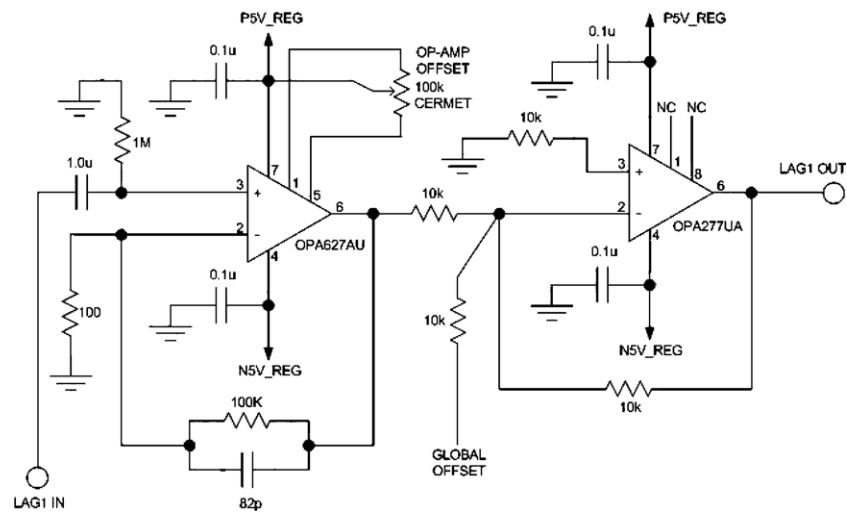 P5V_REG
P5V_REG
0.1u
OP-AMP
OFFSET
100k
CERMET
0.1u
NC
NC
1M
10k
1.0u
7
1
5
3
+
2
-
6
4
OPA627AU
10k
7
1
8
3
+
2
-
6
4
OPA277UA
LAG1 OUT
0.1u
0.1u
100
10k
N5V_REG
N5V_REG
100K
10k
82p
GLOBAL
OFFSET
LAG1 IN